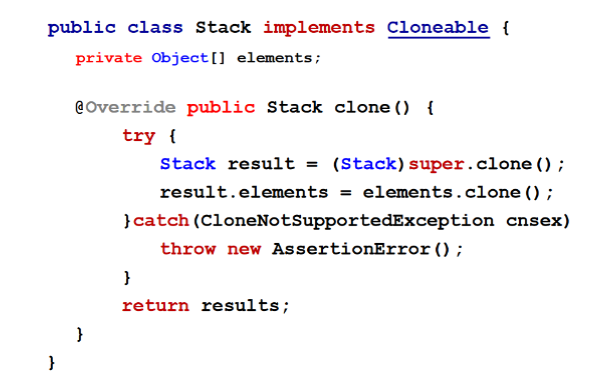 public class Stack implements Cloneable {
private Object[] elements;
@Override public Stack clone() {
try {
Stack result = (Stack)super.clone();
result.elements = elements.clone();
}catch(CloneNotSupportedException cnsex)
throw new AssertionError();
}
return results;
}
}